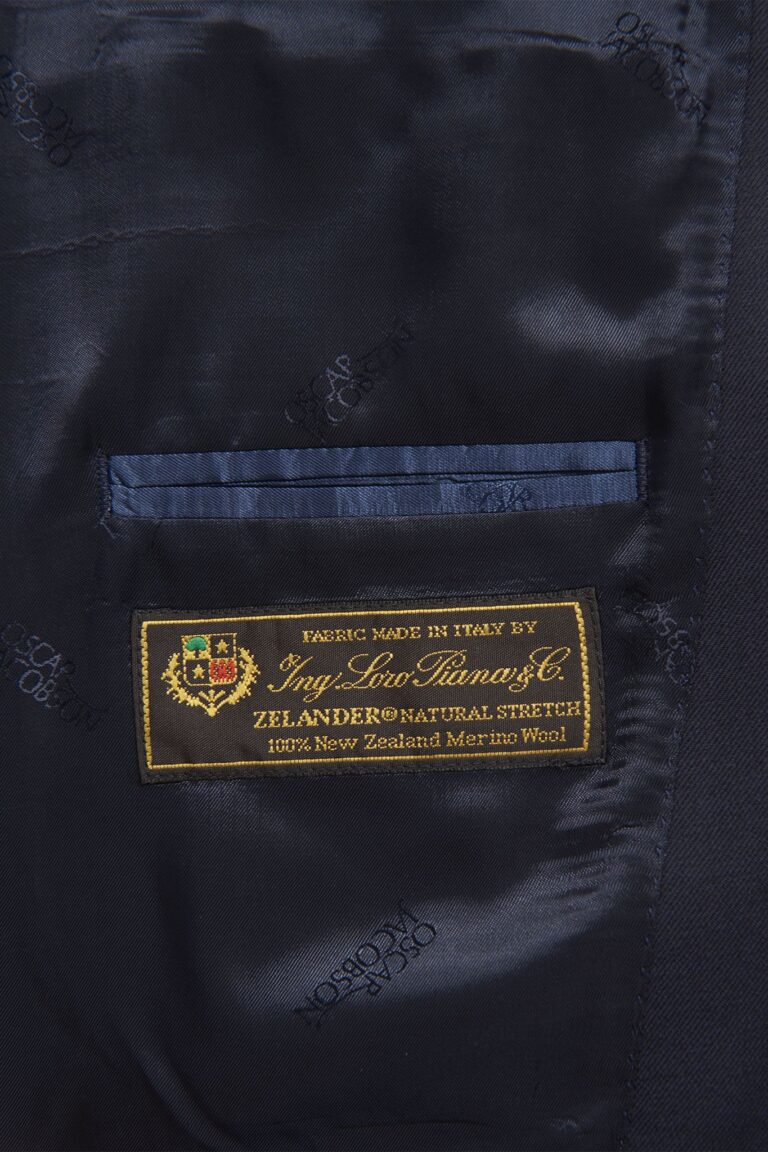 OSCAR
JACOBSON
OSCAR
JACOBSON
OSCAR
JACOBSON
FABRIC MADE IN ITALY BY
Ing. Loro Piana & C.
ZELANDER® NATURAL STRETCH
100% New Zealand Merino Wool
OSCAR
JACOBSON
OSCAR
JACOBSON